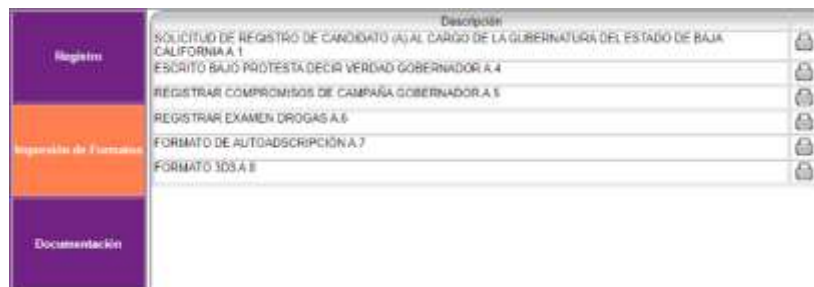 Descripción
Registro
SOLICITUD DE REGISTRO DE CANDIDATO (A) AL CARGO DE LA GUBERNATURA DEL ESTADO DE BAJA
CALIFORNIA A.1
ESCRITO BAJO PROTESTA DECIR VERDAD GOBERNADOR A.4
REGISTRAR COMPROMISOS DE CAMPAÑA GOBERNADOR A.5
REGISTRAR EXAMEN DROGAS A.6
Impresión de Formatos
FORMATO DE AUTOADSCRIPCIÓN A.7
FORMATO 3DS A.8
Documentación